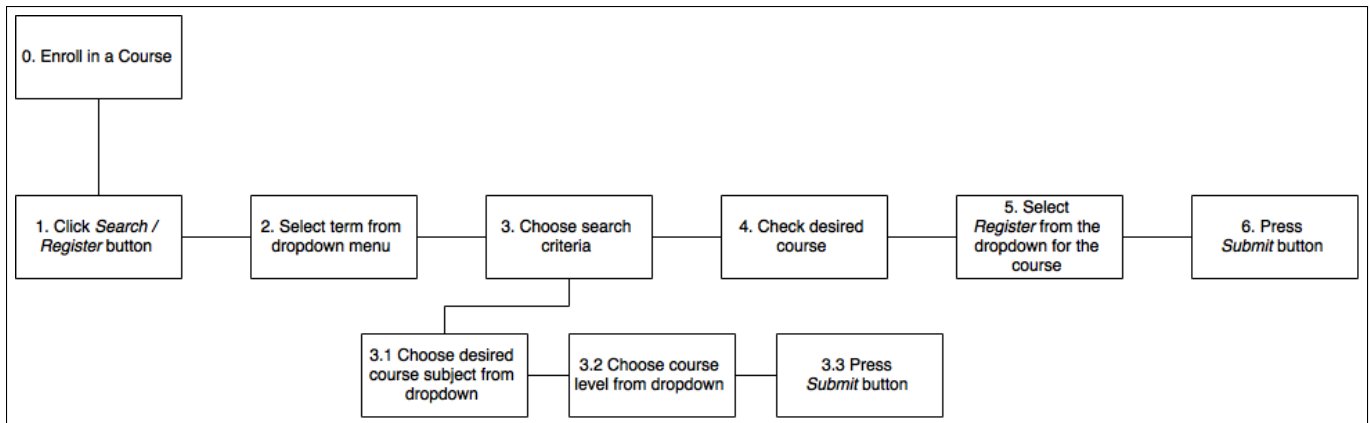 0. Enroll in a Course
1. Click Search /
Register button
2. Select term from
dropdown menu
3. Choose search
criteria
4. Check desired
course
5. Select
Register from the
dropdown for the
course
6. Press
Submit button
3.1 Choose desired
course subject from
dropdown
3.2 Choose course
level from dropdown
3.3 Press
Submit button